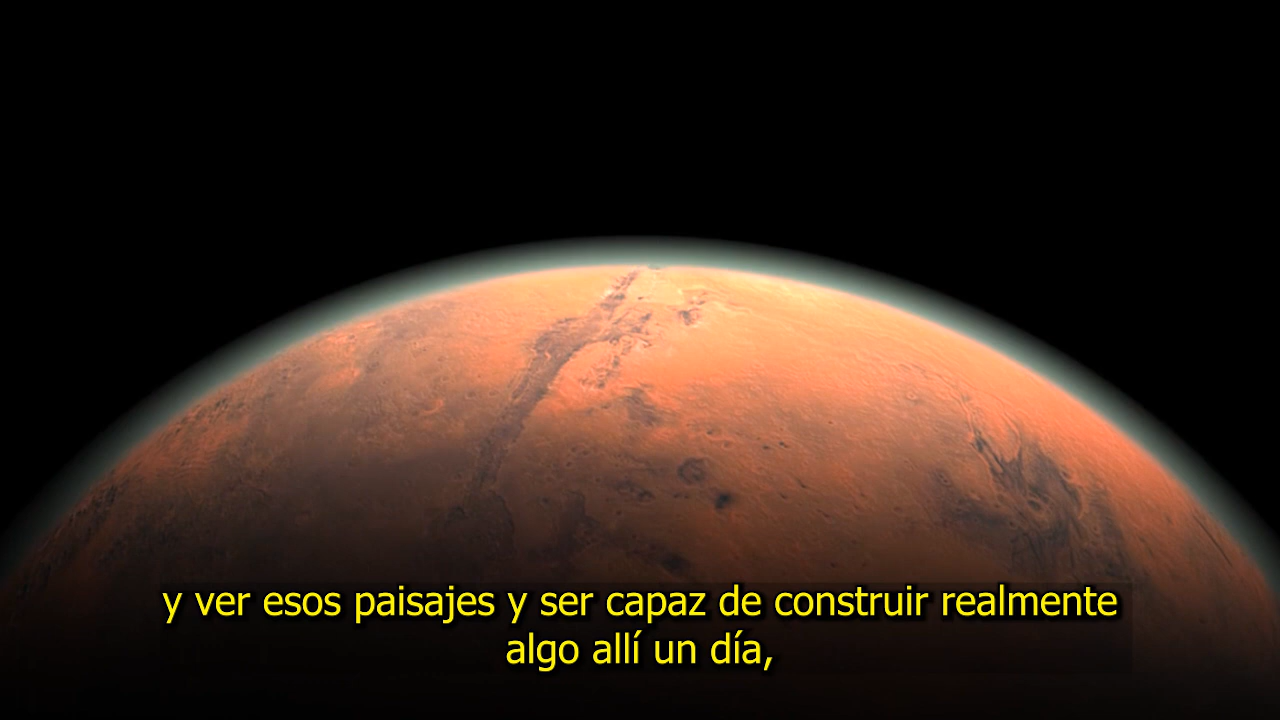 y ver esos paisajes y ser capaz de construir realmente
algo allí un día,